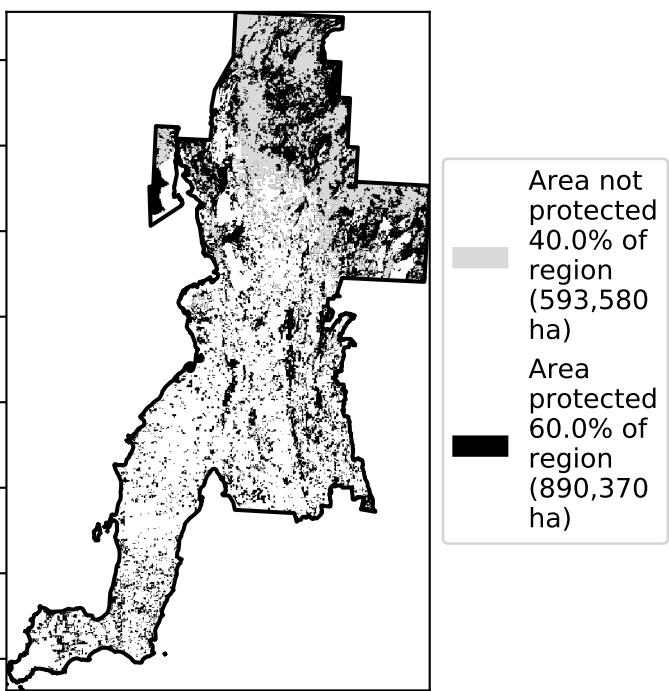 Area not
protected
40.0% of
region
(593,580
ha)
Area
protected
60.0% of
region
(890,370
ha)